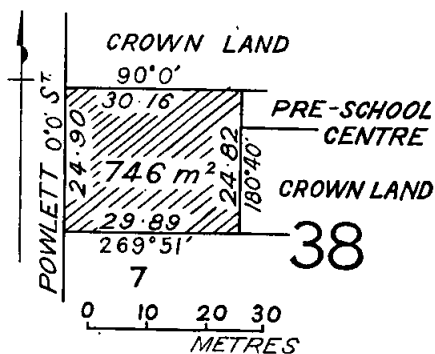 CROWN LAND
90°0'
30·16
PRE-SCHOOL
CENTRE
POWLETT 0°0' ST.
24·90
746 m²
24·82
180°40'
CROWN LAND
29·89
269°51'
38
7
0 10 20 30
METRES